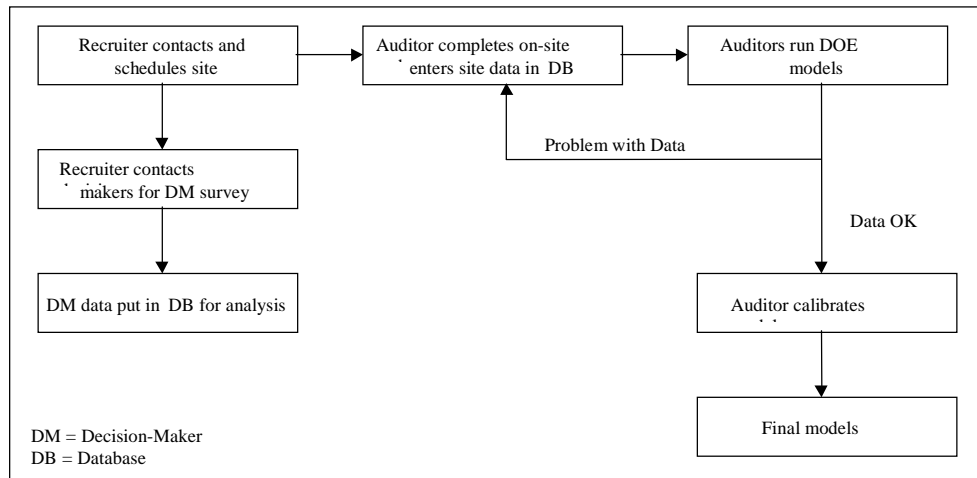 Recruiter contacts and
schedules site
Auditor completes on-site
enters site data in DB
Auditors run DOE
models
Problem with Data
Recruiter contacts
makers for DM survey
Data OK
DM data put in DB for analysis
Auditor calibrates
Final models
DM = Decision-Maker
DB = Database